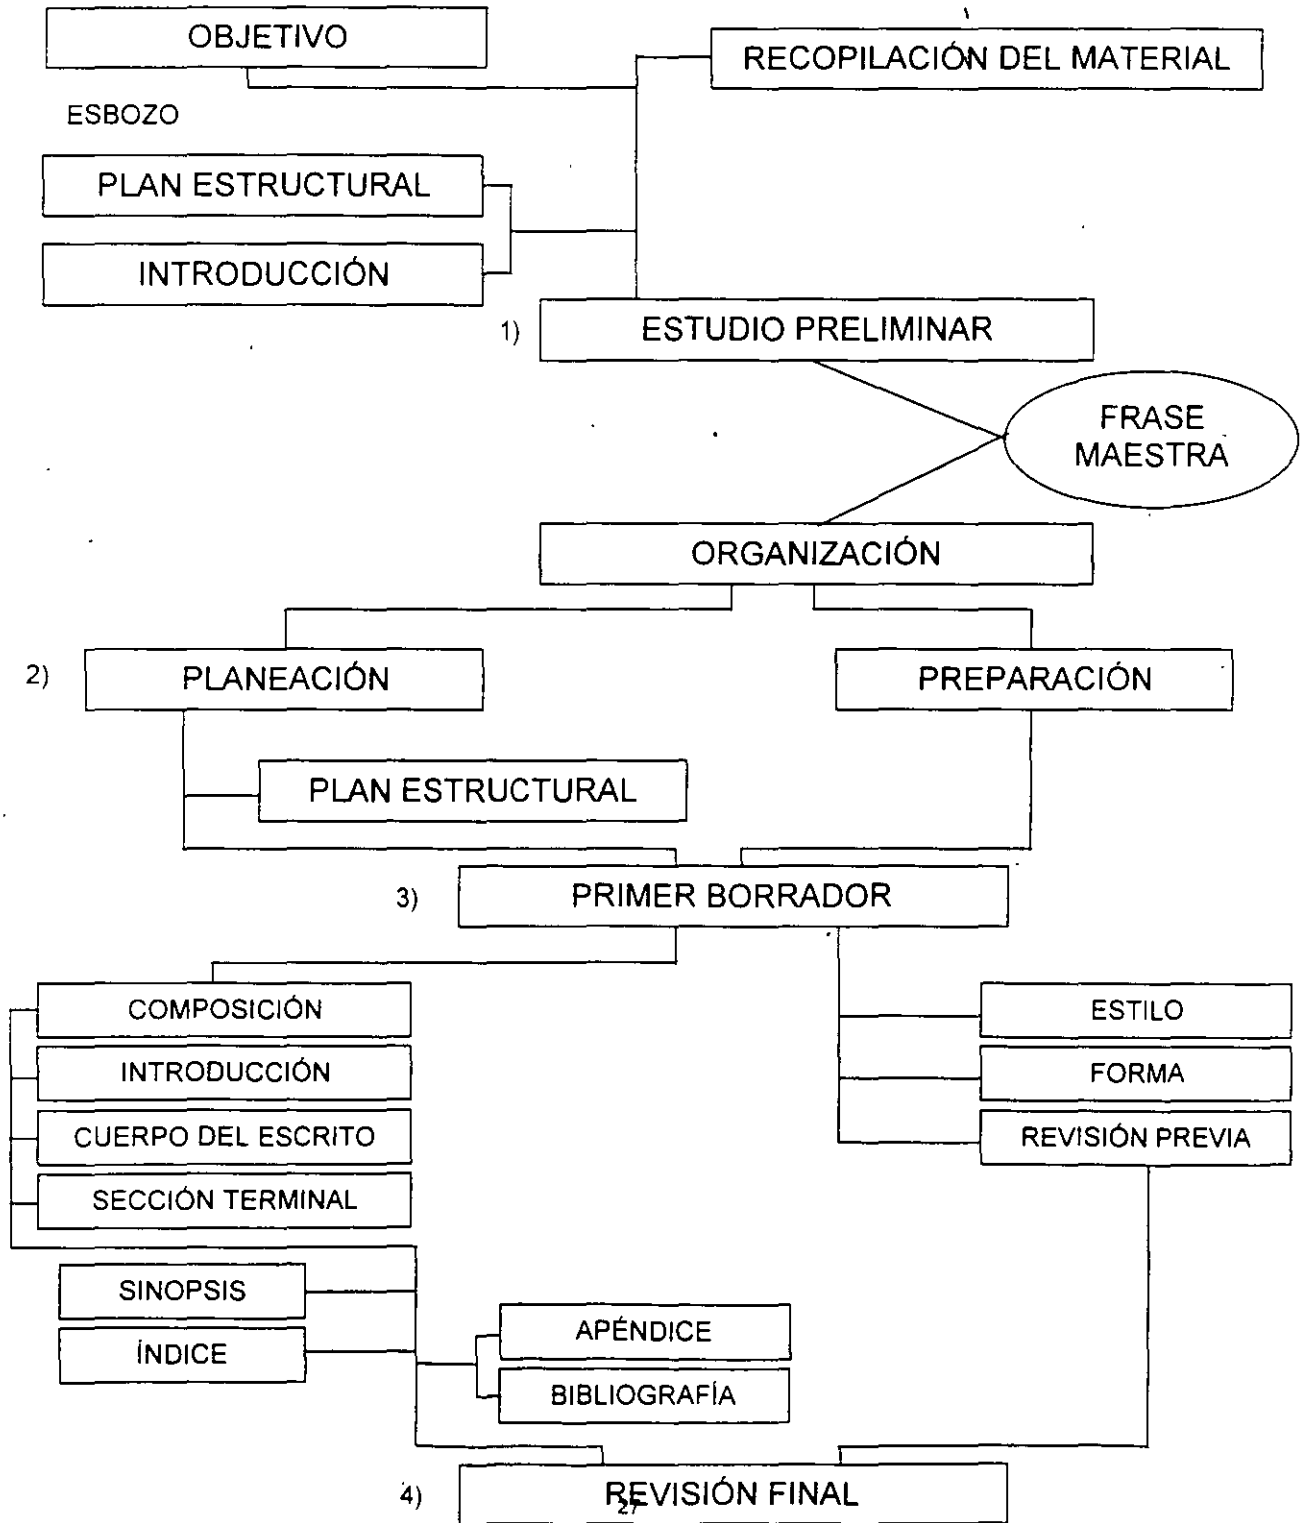 OBJETIVO
RECOPILACIÓN DEL MATERIAL
ESBOZO
PLAN ESTRUCTURAL
INTRODUCCIÓN
1)
ESTUDIO PRELIMINAR
FRASE
MAESTRA
ORGANIZACIÓN
2)
PLANEACIÓN
PREPARACIÓN
PLAN ESTRUCTURAL
3)
PRIMER BORRADOR
COMPOSICIÓN
ESTILO
INTRODUCCIÓN
FORMA
CUERPO DEL ESCRITO
REVISIÓN PREVIA
SECCIÓN TERMINAL
SINOPSIS
APÉNDICE
ÍNDICE
BIBLIOGRAFÍA
4)
REVISIÓN FINAL
27